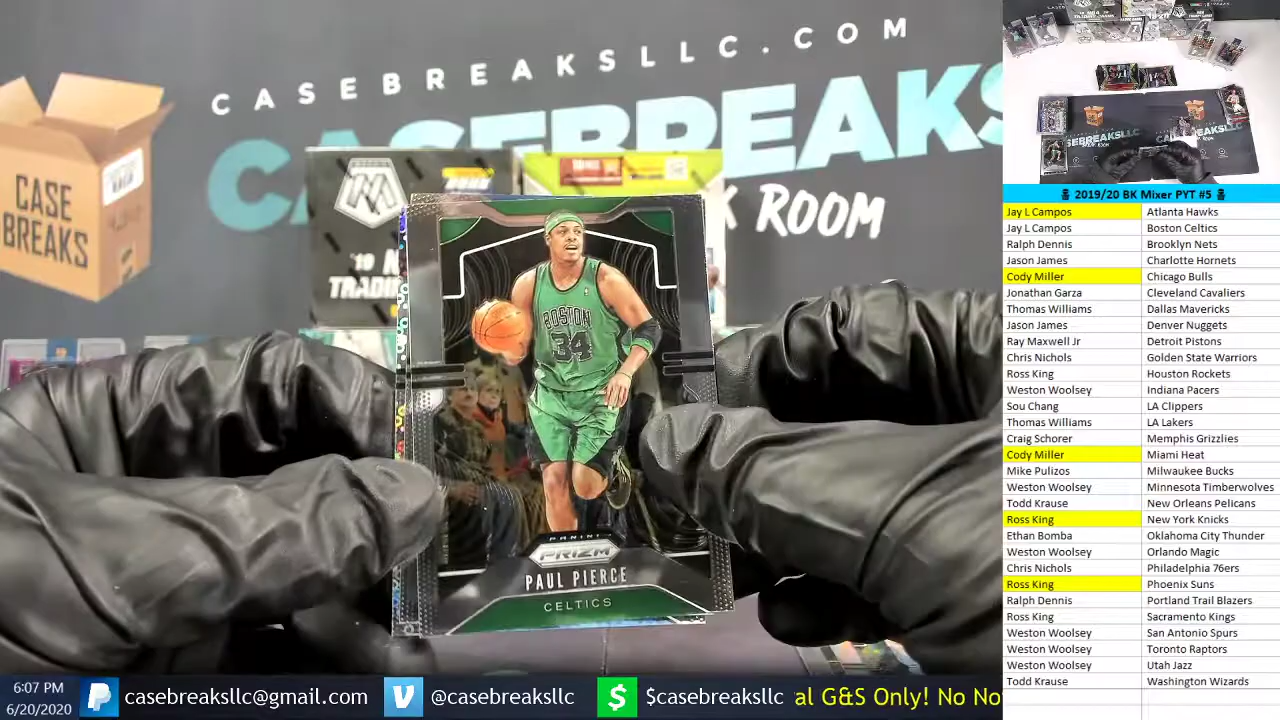 CASEBREAKSLLC.COM
CASEBREAKS
K ROOM
CASE
BREAKS
'19 N
TRADIN
BOSTON
34
PANINI
PRIZM
PAUL PIERCE
CELTICS
2019/20 BK Mixer PYT #5
Jay L Campos Atlanta Hawks
Jay L Campos Boston Celtics
Ralph Dennis Brooklyn Nets
Jason James Charlotte Hornets
Cody Miller Chicago Bulls
Jonathan Garza Cleveland Cavaliers
Thomas Williams Dallas Mavericks
Jason James Denver Nuggets
Ray Maxwell Jr Detroit Pistons
Chris Nichols Golden State Warriors
Ross King Houston Rockets
Weston Woolsey Indiana Pacers
Sou Chang LA Clippers
Thomas Williams LA Lakers
Craig Schorer Memphis Grizzlies
Cody Miller Miami Heat
Mike Pulizos Milwaukee Bucks
Weston Woolsey Minnesota Timberwolves
Todd Krause New Orleans Pelicans
Ross King New York Knicks
Ethan Bomba Oklahoma City Thunder
Weston Woolsey Orlando Magic
Chris Nichols Philadelphia 76ers
Ross King Phoenix Suns
Ralph Dennis Portland Trail Blazers
Ross King Sacramento Kings
Weston Woolsey San Antonio Spurs
Weston Woolsey Toronto Raptors
Weston Woolsey Utah Jazz
Todd Krause Washington Wizards
6:07 PM
6/20/2020
casebreaksllc@gmail.com
@casebreaksllc
$ $casebreaksllc
al G&S Only! No No